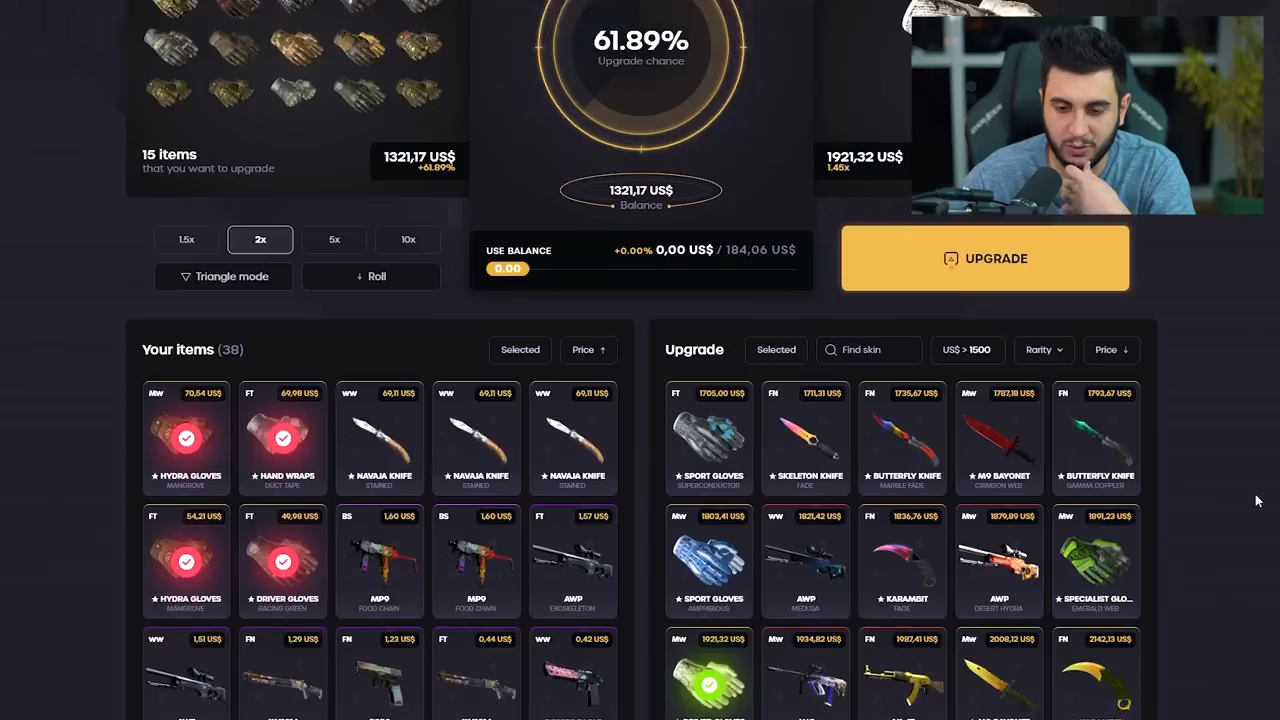 61.89%
Upgrade chance
15 items
that you want to upgrade
1321,17 US$
+61.89%
1921,32 US$
1.45x
1321,17 US$
Balance
1.5x 2x 5x 10x
Triangle mode Roll
USE BALANCE +0.00% 0,00 US$ / 184,06 US$
0.00
UPGRADE
Your items (38) Selected Price ↑
Upgrade Selected Find skin US$ > 1500 Rarity Price ↓
MW 70,54 US$ FT 69,98 US$ WW 69,11 US$ WW 69,11 US$ WW 69,11 US$
★ HYDRA GLOVES ★ HAND WRAPS ★ NAVAJA KNIFE ★ NAVAJA KNIFE ★ NAVAJA KNIFE
MANGROVE DUCT TAPE STAINED STAINED STAINED
FT 54,21 US$ FT 49,98 US$ BS 1,60 US$ BS 1,60 US$ FT 1,57 US$
★ HYDRA GLOVES ★ DRIVER GLOVES MP9 MP9 AWP
MANGROVE RACING GREEN FOOD CHAIN FOOD CHAIN EXOSKELETON
WW 1,51 US$ FN 1,29 US$ FN 1,23 US$ FT 0,44 US$ WW 0,42 US$
FT 1705,00 US$ FN 1711,31 US$ FN 1735,67 US$ MW 1787,18 US$ FN 1793,67 US$
★ SPORT GLOVES ★ SKELETON KNIFE ★ BUTTERFLY KNIFE ★ M9 BAYONET ★ BUTTERFLY KNIFE
SUPERCONDUCTOR FADE MARBLE FADE CRIMSON WEB GAMMA DOPPLER
MW 1803,41 US$ WW 1821,42 US$ FN 1836,76 US$ MW 1879,89 US$ MW 1891,23 US$
★ SPORT GLOVES AWP ★ KARAMBIT AWP ★ SPECIALIST GLO...
AMPHIBIOUS MEDUSA FADE DESERT HYDRA EMERALD WEB
MW 1921,32 US$ MW 1934,82 US$ FN 1987,41 US$ MW 2008,12 US$ FN 2142,13 US$